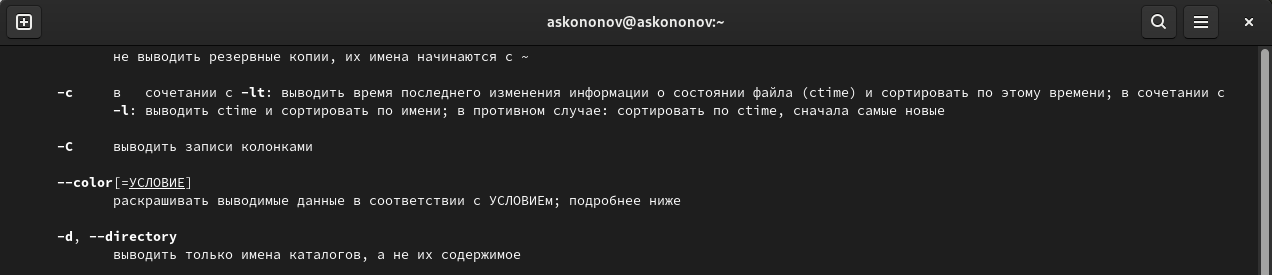 askononov@askononov:~
не выводить резервные копии, их имена начинаются с ~
-c в сочетании с -lt: выводить время последнего изменения информации о состоянии файла (ctime) и сортировать по этому времени; в сочетании с
-l: выводить ctime и сортировать по имени; в противном случае: сортировать по ctime, сначала самые новые
-C выводить записи колонками
--color[=УСЛОВИЕ]
раскрашивать выводимые данные в соответствии с УСЛОВИЕм; подробнее ниже
-d, --directory
выводить только имена каталогов, а не их содержимое